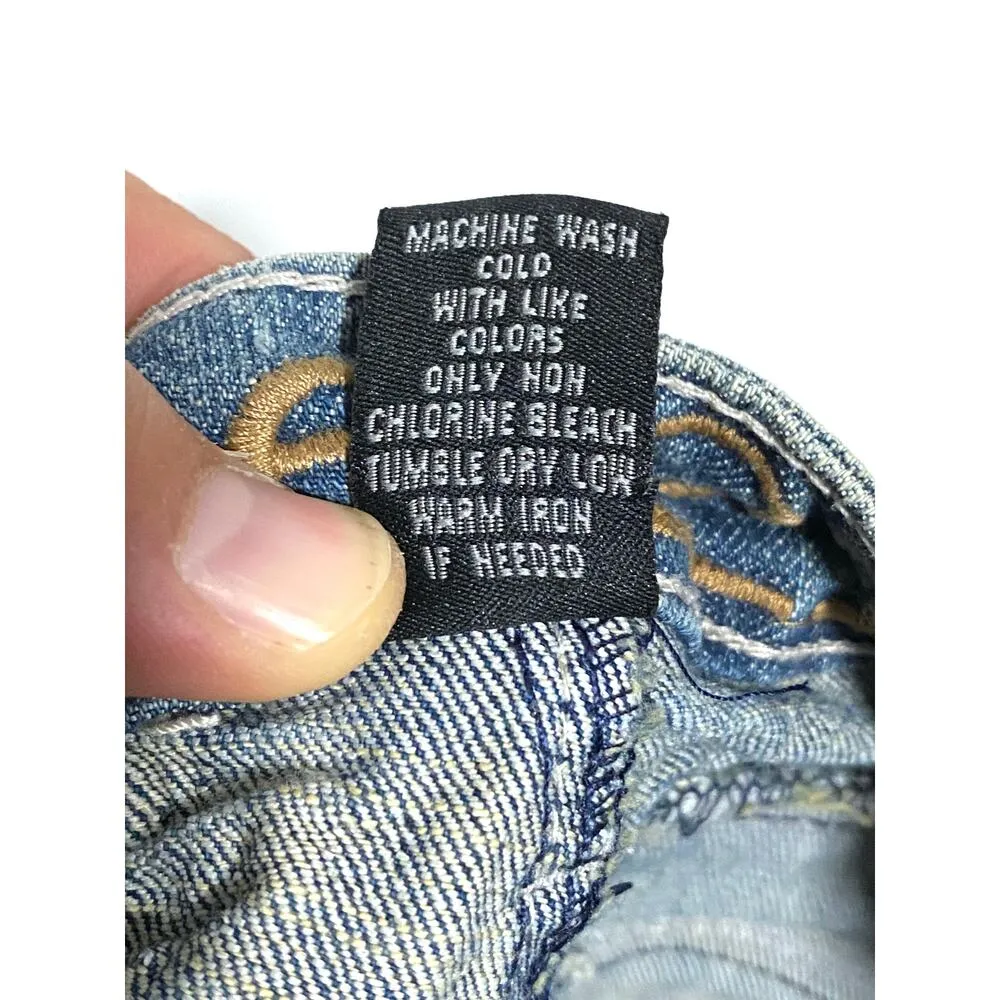 MACHINE WASH
COLD
WITH LIKE
COLORS
ONLY NON
CHLORINE BLEACH
TUMBLE DRY LOW
WARM IRON
IF NEEDED